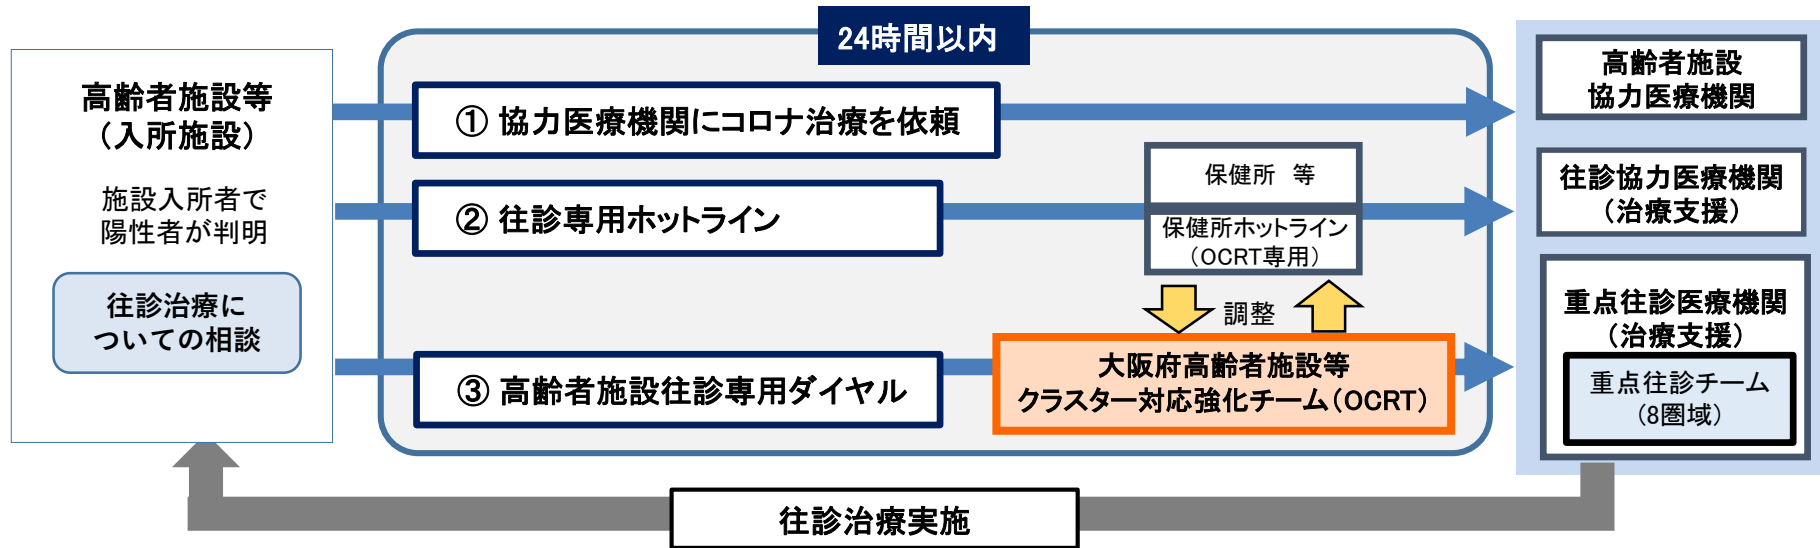 24時間以内
高齢者施設等
（入所施設）
施設入所者で
陽性者が判明
往診治療に
ついての相談
① 協力医療機関にコロナ治療を依頼
② 往診専用ホットライン
③ 高齢者施設往診専用ダイヤル
保健所　等
保健所ホットライン
（OCRT専用）
調整
大阪府高齢者施設等
クラスター対応強化チーム（OCRT）
高齢者施設
協力医療機関
往診協力医療機関
（治療支援）
重点往診医療機関
（治療支援）
重点往診チーム
（8圏域）
往診治療実施